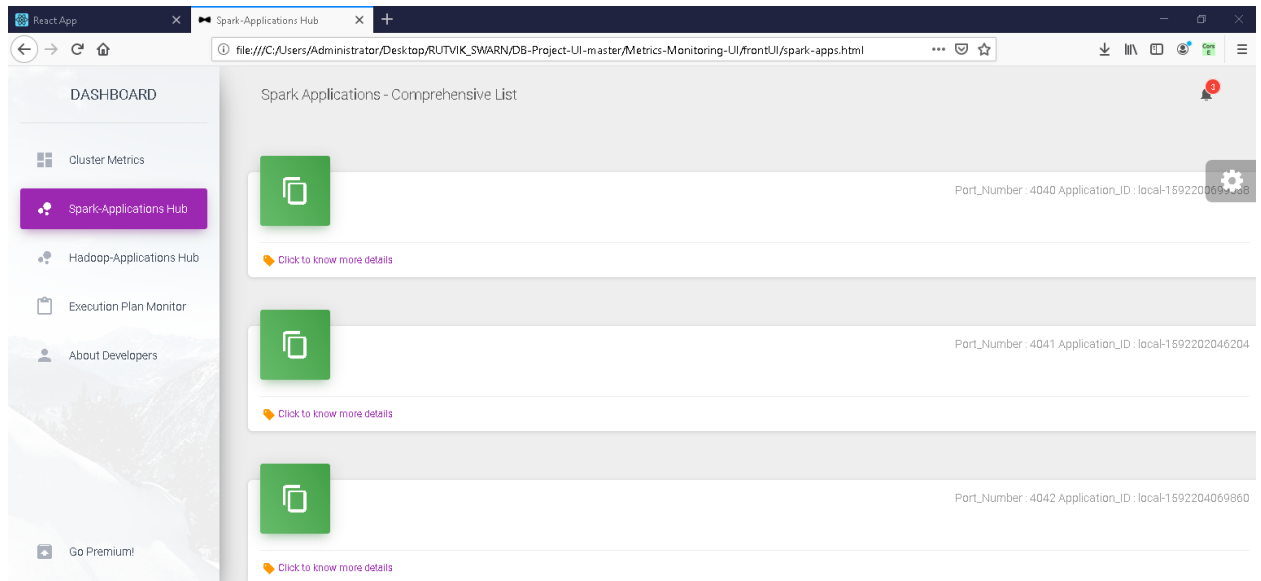 React App
Spark-Applications Hub
file:///C:/Users/Administrator/Desktop/RUTVIK_SWARN/DB-Project-UI-master/Metrics-Monitoring-UI/frontUI/spark-apps.html
DASHBOARD
Spark Applications - Comprehensive List
Cluster Metrics
Spark-Applications Hub
Hadoop-Applications Hub
Execution Plan Monitor
About Developers
Go Premium!
Port_Number : 4040 Application_ID :
Click to know more details
Port_Number : 4041 Application_ID : local-1592202046204
Click to know more details
Port_Number : 4042 Application_ID : local-1592204069860
Click to know more details